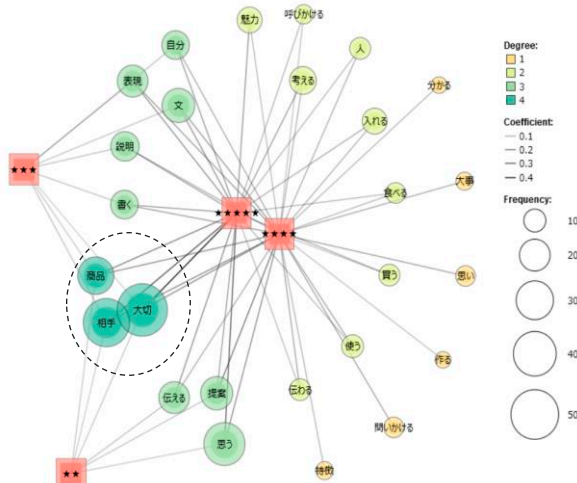 魅力
呼びかける
自分
人
表現
考える
文
分かる
入れる
説明
★★★
大事
食べる
書く
★★★★★
★★★★
商品
買う
思い
大切
相手
使う
作る
伝える
提案
伝わる
問いかける
思う
特徴
★★
Degree:
1
2
3
4
Coefficient:
0.1
0.2
0.3
0.4
Frequency:
10
20
30
40
50